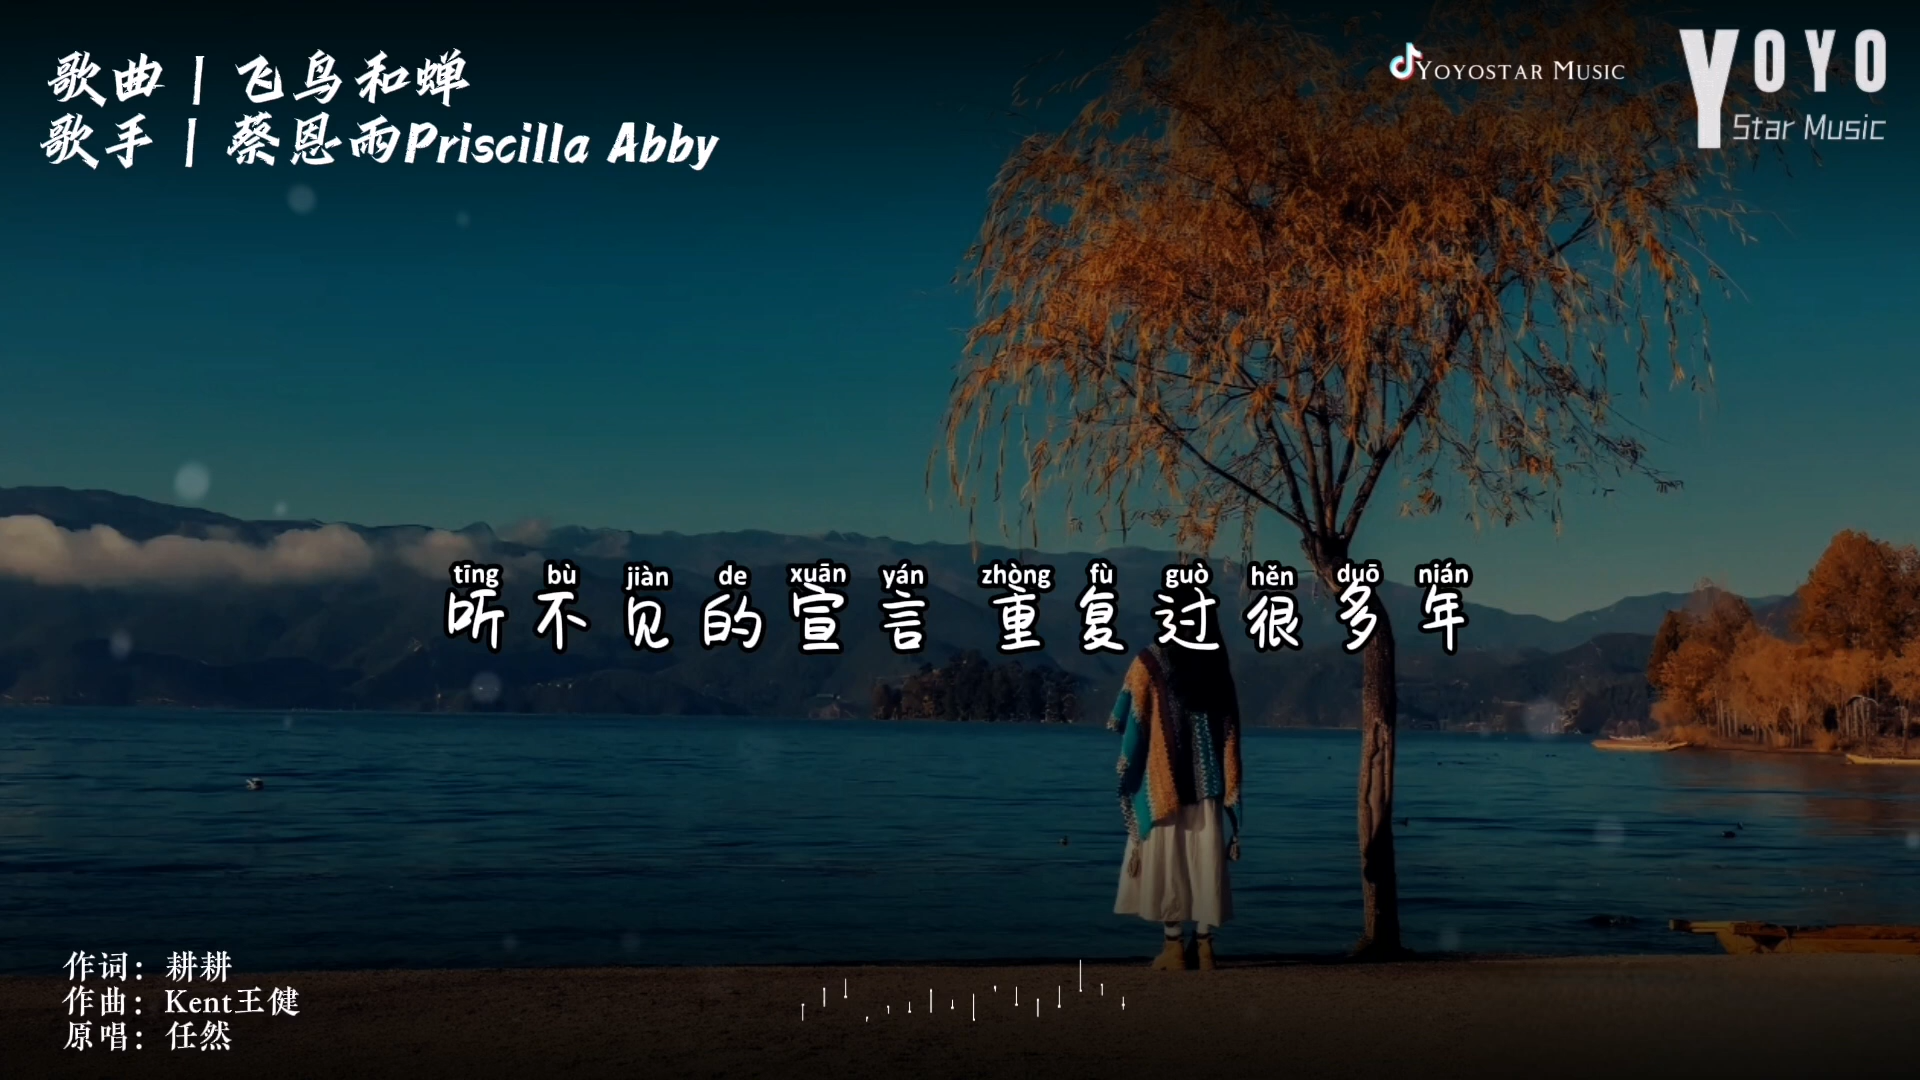 歌曲 | 飞鸟和蝉
歌手 | 蔡恩雨Priscilla Abby
YOYOSTAR MUSIC
YOYO
Star Music
tīng bù jiàn de xuān yán zhòng fù guò hěn duō nián
听不见的宣言 重复过很多年
作词：耕耕
作曲：Kent王健
原唱：任然